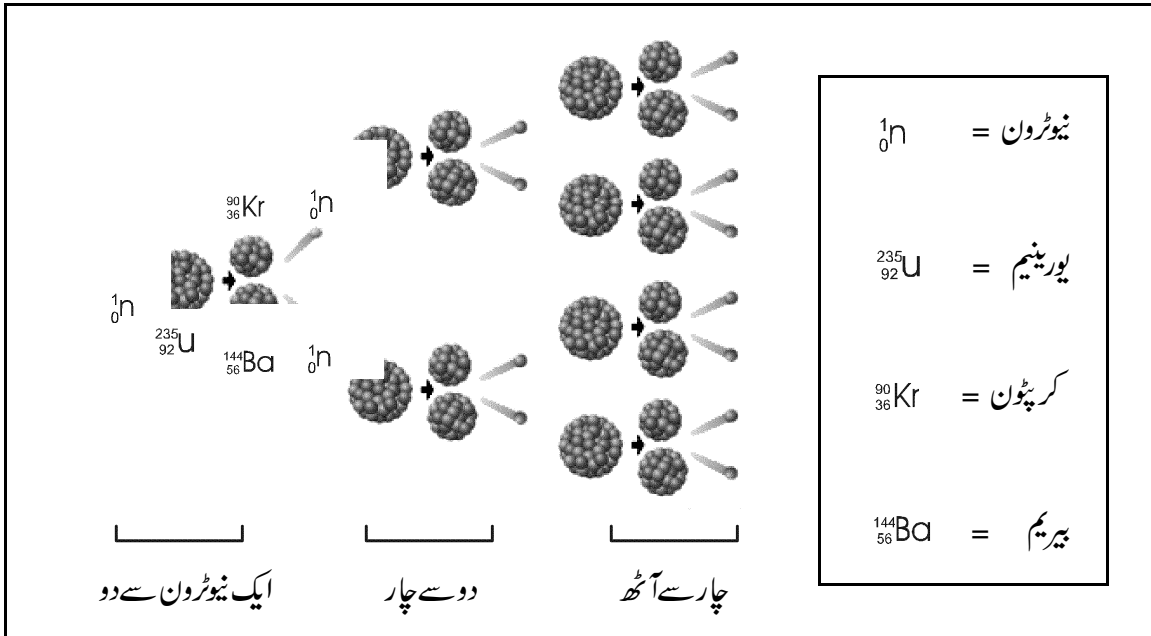 ⁹⁰₃₆Kr
¹₀n
¹₀n
²³⁵₉₂U
¹⁴⁴₅₆Ba
¹₀n
ایک نیوٹرون سے دو
دو سے چار
چار سے آٹھ
نیوٹرون = ¹₀n
یورینیم = ²³⁵₉₂U
کرپٹون = ⁹⁰₃₆Kr
بیریم = ¹⁴⁴₅₆Ba